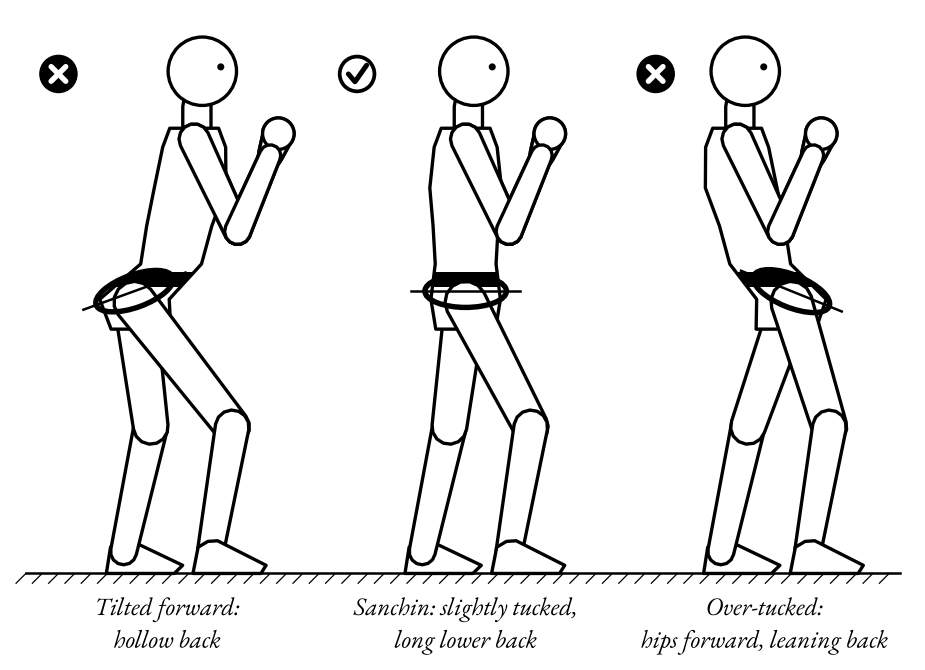 Tilted forward:
hollow back
Sanchin: slightly tucked,
long lower back
Over-tucked:
hips forward, leaning back